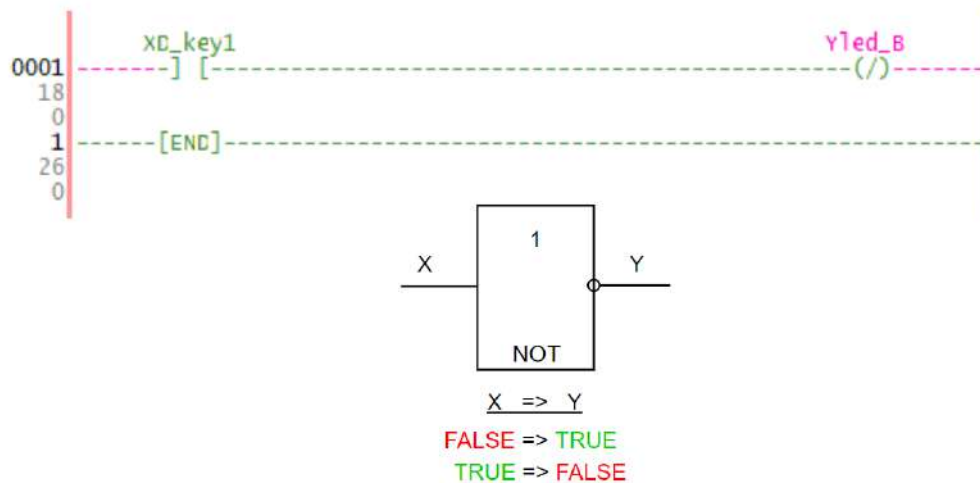 XD_key1 Yled_B
0001 ------] [------(/)------
18
0
1 ------[END]------
26
0
1
X Y
NOT
X => Y
FALSE => TRUE
TRUE => FALSE